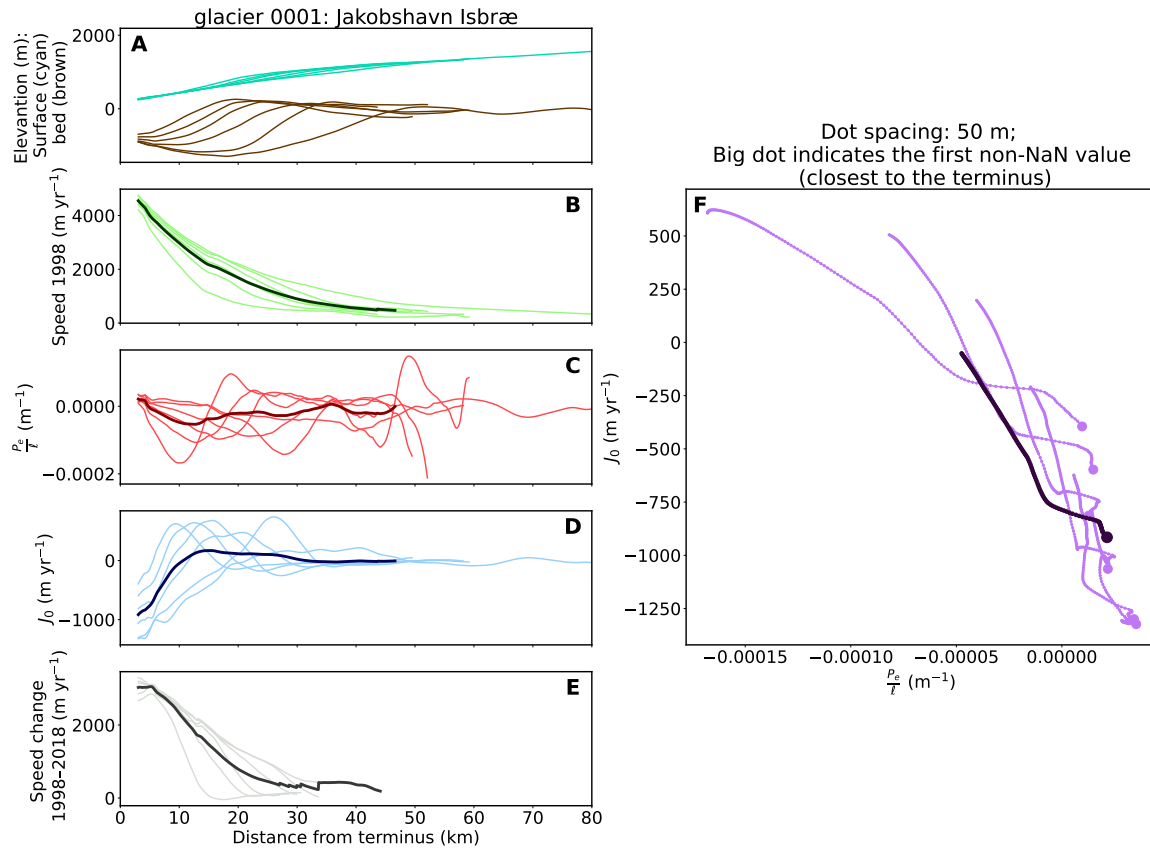 glacier 0001: Jakobshavn Isbræ
A
Elevantion (m):
Surface (cyan)
bed (brown)
2000
0
B
Speed 1998 (m yr⁻¹)
4000
2000
0
C
Pₑ/ℓ (m⁻¹)
0.0000
−0.0002
D
J₀ (m yr⁻¹)
0
−1000
E
Speed change
1998–2018 (m yr⁻¹)
2000
0
0 10 20 30 40 50 60 70 80
Distance from terminus (km)
Dot spacing: 50 m;
Big dot indicates the first non-NaN value
(closest to the terminus)
F
J₀ (m yr⁻¹)
500
250
0
−250
−500
−750
−1000
−1250
−0.00015 −0.00010 −0.00005 0.00000
Pₑ/ℓ (m⁻¹)